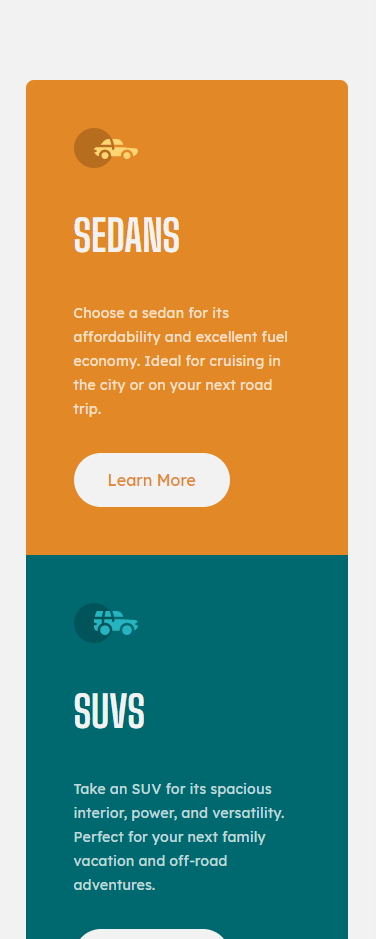 SEDANS
Choose a sedan for its
affordability and excellent fuel
economy. Ideal for cruising in
the city or on your next road
trip.
Learn More
SUVS
Take an SUV for its spacious
interior, power, and versatility.
Perfect for your next family
vacation and off-road
adventures.